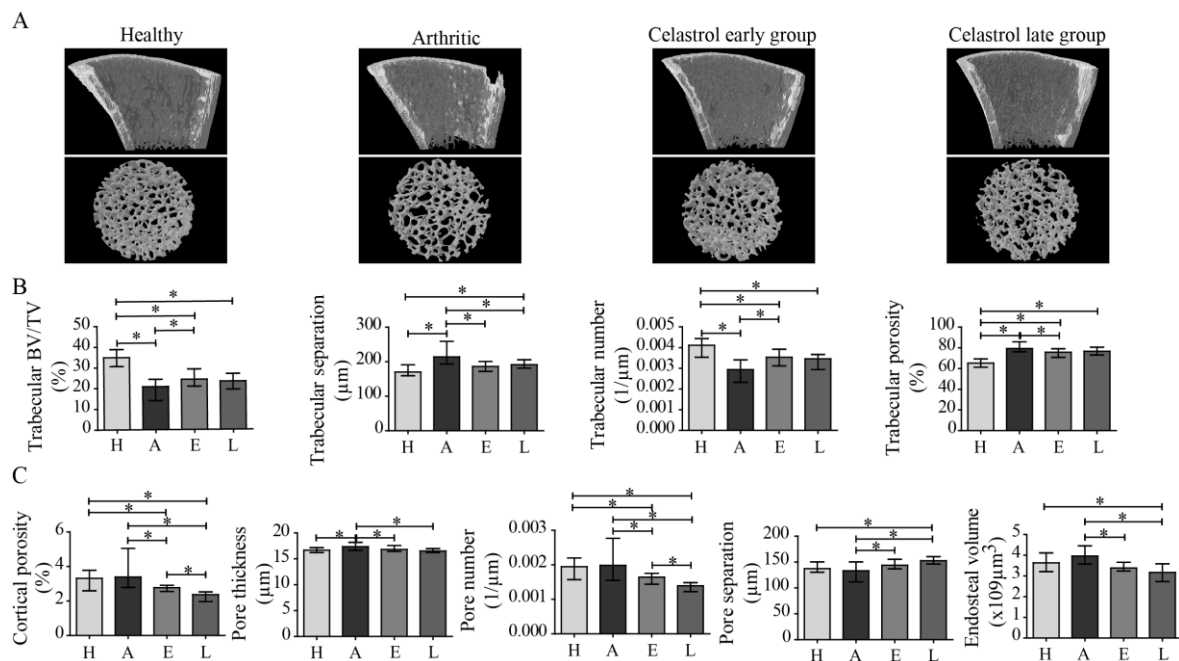 A
Healthy
Arthritic
Celastrol early group
Celastrol late group
B
Trabecular BV/TV
(%)
50
40
30
20
10
0
* * * *
H A E L
Trabecular separation
(µm)
300
200
100
0
* * * *
H A E L
Trabecular number
(1/µm)
0.005
0.004
0.003
0.002
0.001
0.000
* * * *
H A E L
Trabecular porosity
(%)
100
80
60
40
20
0
* * * *
H A E L
C
Cortical porosity
(%)
6
4
2
0
* * * * *
H A E L
Pore thickness
(µm)
20
15
10
5
0
* * *
H A E L
Pore number
(1/µm)
0.002
0.001
0.000
* * * * *
H A E L
Pore separation
(µm)
200
150
100
50
0
* * *
H A E L
Endosteal volume
(x109µm³)
5
4
3
2
1
0
* * *
H A E L